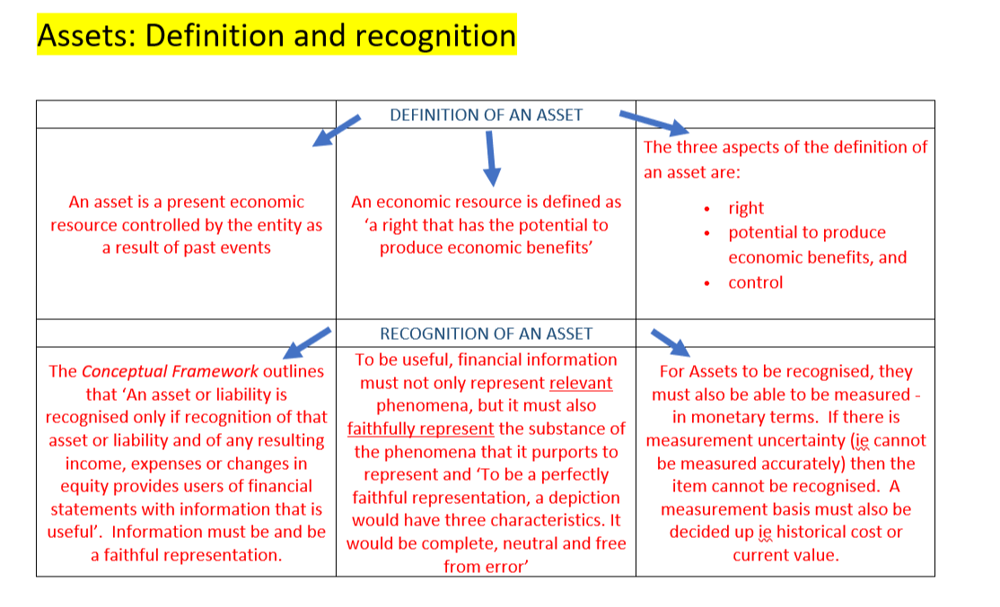 Assets: Definition and recognition
DEFINITION OF AN ASSET
An asset is a present economic
resource controlled by the entity as
a result of past events
An economic resource is defined as
‘a right that has the potential to
produce economic benefits’
The three aspects of the definition of
an asset are:
• right
• potential to produce
economic benefits, and
• control
RECOGNITION OF AN ASSET
The Conceptual Framework outlines
that ‘An asset or liability is
recognised only if recognition of that
asset or liability and of any resulting
income, expenses or changes in
equity provides users of financial
statements with information that is
useful’.  Information must be and be
a faithful representation.
To be useful, financial information
must not only represent relevant
phenomena, but it must also
faithfully represent the substance of
the phenomena that it purports to
represent and ‘To be a perfectly
faithful representation, a depiction
would have three characteristics. It
would be complete, neutral and free
from error’
For Assets to be recognised, they
must also be able to be measured -
in monetary terms.  If there is
measurement uncertainty (ie cannot
be measured accurately) then the
item cannot be recognised.  A
measurement basis must also be
decided up ie historical cost or
current value.